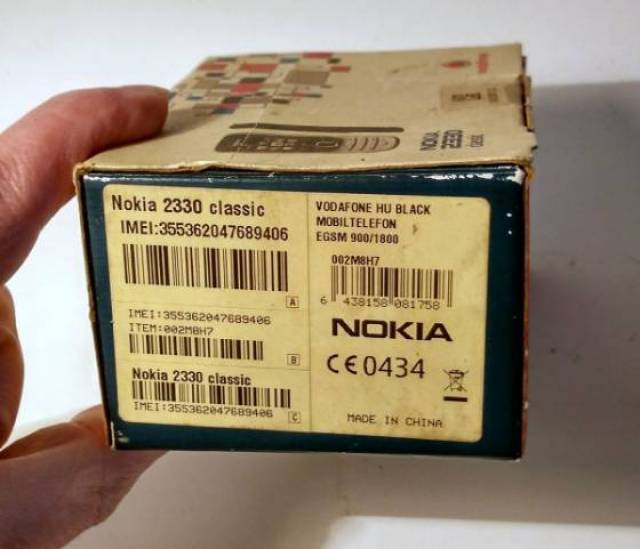 Nokia 2330 classic
IMEI:355362047689406
A
IMEI:355362047689406
ITEM:002M8H7
B
Nokia 2330 classic
IMEI:355362047689406
C
VODAFONE HU BLACK
MOBILTELEFON
EGSM 900/1800
002M8H7
6 438158 081758
NOKIA
CE0434
MADE IN CHINA
NOKIA